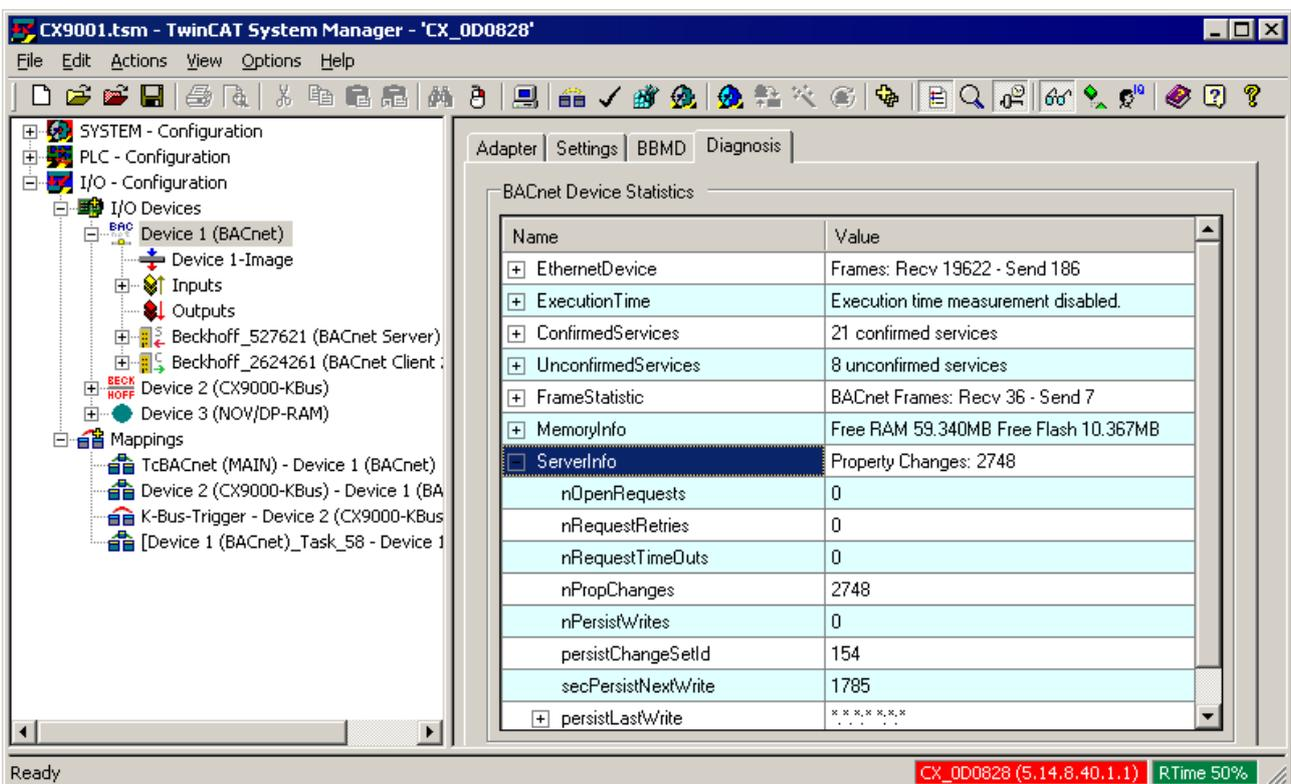 CX9001.tsm - TwinCAT System Manager - 'CX_0D0828'
File Edit Actions View Options Help
SYSTEM - Configuration
PLC - Configuration
I/O - Configuration
I/O Devices
Device 1 (BACnet)
Device 1-Image
Inputs
Outputs
Beckhoff_527621 (BACnet Server)
Beckhoff_2624261 (BACnet Client
BECK HOFF Device 2 (CX9000-KBus)
Device 3 (NOV/DP-RAM)
Mappings
TcBACnet (MAIN) - Device 1 (BACnet)
Device 2 (CX9000-KBus) - Device 1 (BA
K-Bus-Trigger - Device 2 (CX9000-KBus
[Device 1 (BACnet)_Task_58 - Device 1
Adapter Settings BBMD Diagnosis
BACnet Device Statistics
Name Value
EthernetDevice Frames: Recv 19622 - Send 186
ExecutionTime Execution time measurement disabled.
ConfirmedServices 21 confirmed services
UnconfirmedServices 8 unconfirmed services
FrameStatistic BACnet Frames: Recv 36 - Send 7
MemoryInfo Free RAM 59.340MB Free Flash 10.367MB
ServerInfo Property Changes: 2748
nOpenRequests 0
nRequestRetries 0
nRequestTimeOuts 0
nPropChanges 2748
nPersistWrites 0
persistChangeSetId 154
secPersistNextWrite 1785
persistLastWrite *.*.*.* *:*.*
Ready CX_0D0828 (5.14.8.40.1.1) RTime 50%